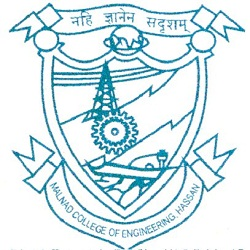 नहि ज्ञानेन सदृशम्
MALNAD COLLEGE OF ENGINEERING, HASSAN